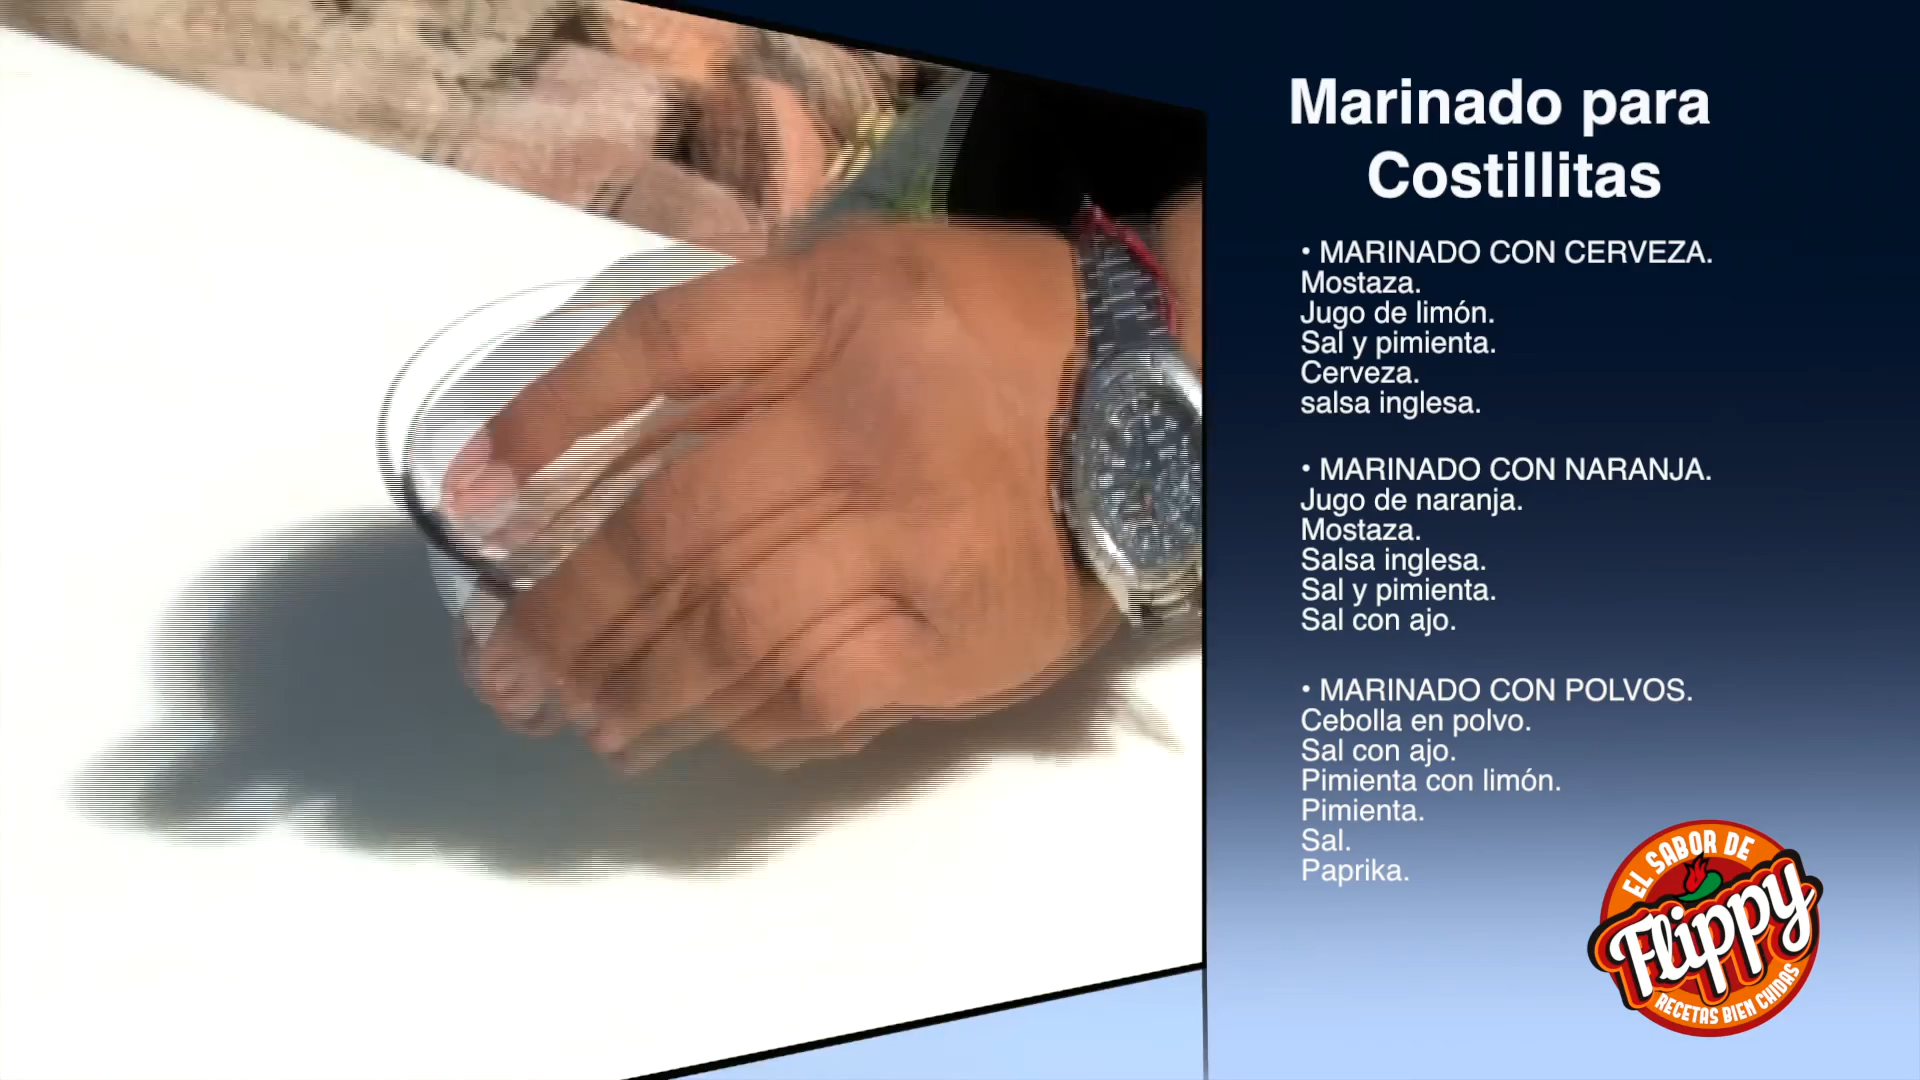 Marinado para
Costillitas
• MARINADO CON CERVEZA.
Mostaza.
Jugo de limón.
Sal y pimienta.
Cerveza.
salsa inglesa.
• MARINADO CON NARANJA.
Jugo de naranja.
Mostaza.
Salsa inglesa.
Sal y pimienta.
Sal con ajo.
• MARINADO CON POLVOS.
Cebolla en polvo.
Sal con ajo.
Pimienta con limón.
Pimienta.
Sal.
Paprika.
EL SABOR DE
Flippy
RECETAS BIEN CHIDAS